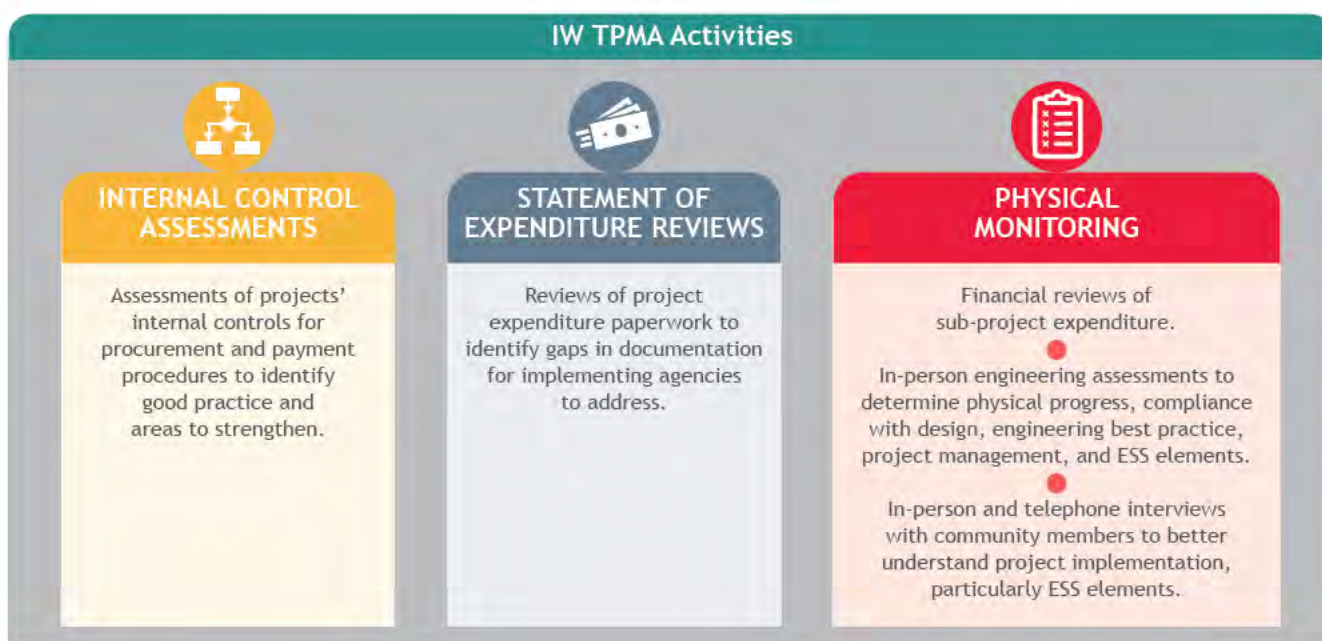 IW TPMA Activities
INTERNAL CONTROL
ASSESSMENTS
Assessments of projects’
internal controls for
procurement and payment
procedures to identify
good practice and
areas to strengthen.
STATEMENT OF
EXPENDITURE REVIEWS
Reviews of project
expenditure paperwork to
identify gaps in documentation
for implementing agencies
to address.
PHYSICAL
MONITORING
Financial reviews of
sub-project expenditure.
In-person engineering assessments to
determine physical progress, compliance
with design, engineering best practice,
project management, and ESS elements.
In-person and telephone interviews
with community members to better
understand project implementation,
particularly ESS elements.